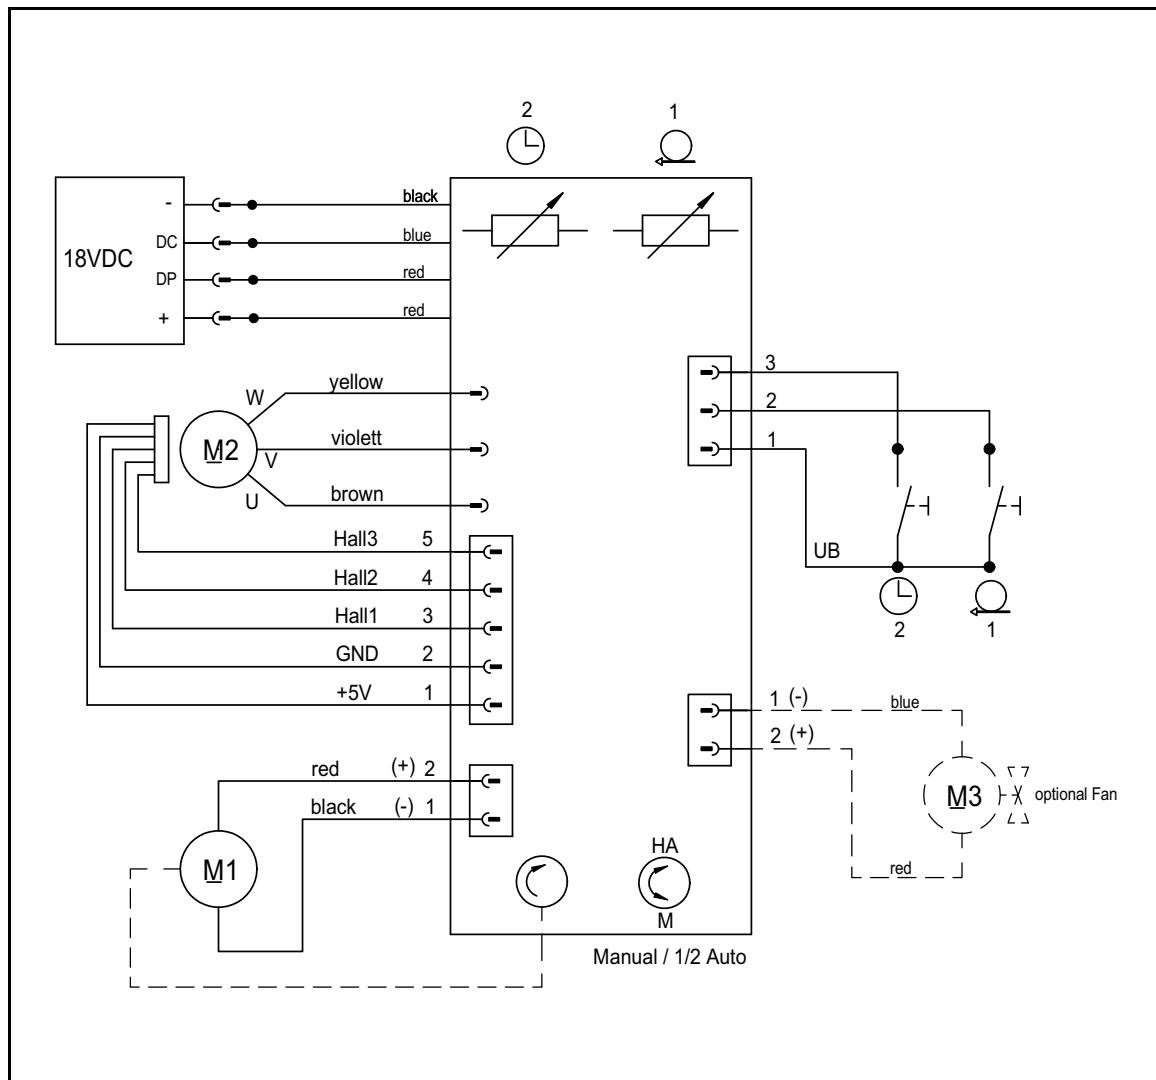 2 1
- black
DC blue
18VDC
DP red
+ red
3
W yellow
2
violett
M2 V
1
U brown
Hall3 5
UB
Hall2 4
Hall1 3
2 1
GND 2
+5V 1
1 (-) blue
2 (+)
red (+) 2
M3 optional Fan
black (-) 1
HA
M1
red
M
Manual / 1/2 Auto